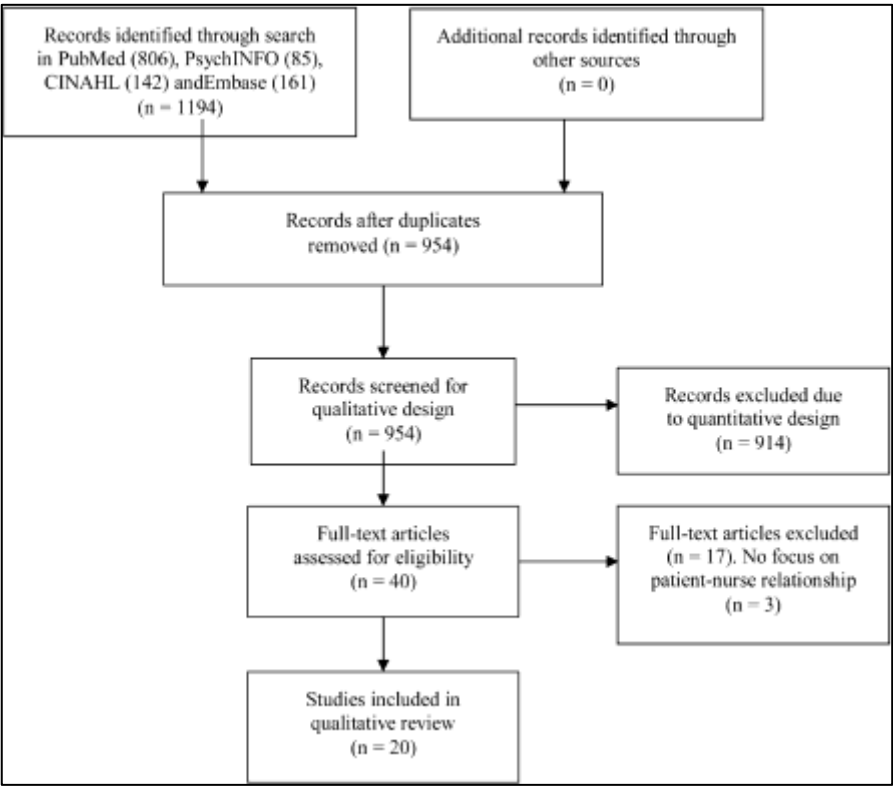 Records identified through search
in PubMed (806), PsychINFO (85),
CINAHL (142) andEmbase (161)
(n = 1194)
Additional records identified through
other sources
(n = 0)
Records after duplicates
removed (n = 954)
Records screened for
qualitative design
(n = 954)
Records excluded due
to quantitative design
(n = 914)
Full-text articles
assessed for eligibility
(n = 40)
Full-text articles excluded
(n = 17). No focus on
patient-nurse relationship
(n = 3)
Studies included in
qualitative review
(n = 20)